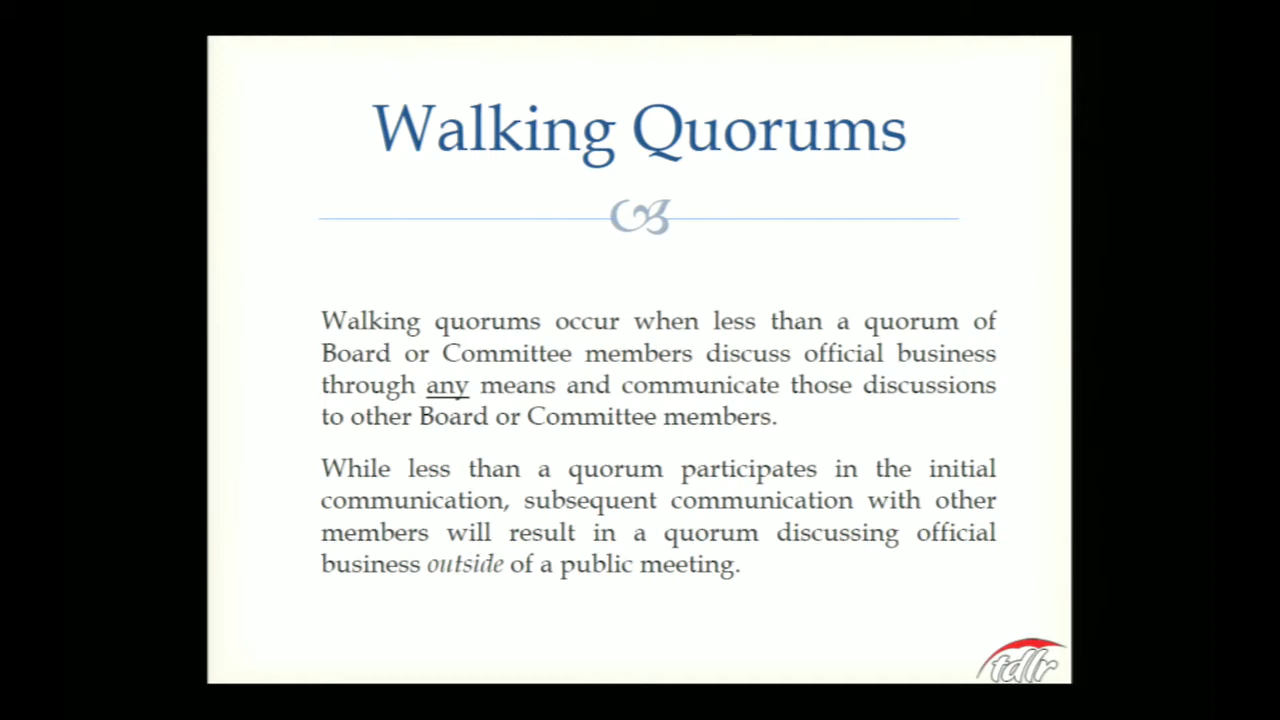 Walking Quorums
Walking quorums occur when less than a quorum of
Board or Committee members discuss official business
through any means and communicate those discussions
to other Board or Committee members.
While less than a quorum participates in the initial
communication, subsequent communication with other
members will result in a quorum discussing official
business outside of a public meeting.
tdlr